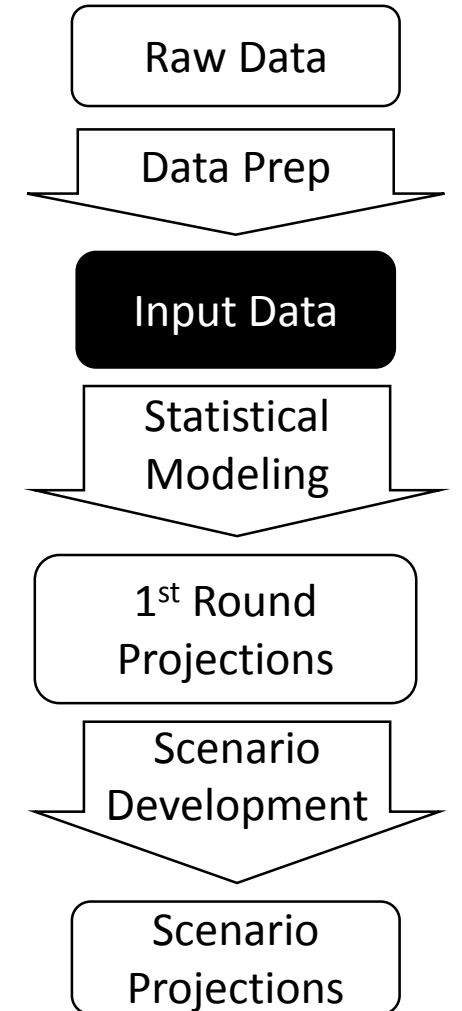 Raw Data
Data Prep
Input Data
Statistical
Modeling
1st Round
Projections
Scenario
Development
Scenario
Projections